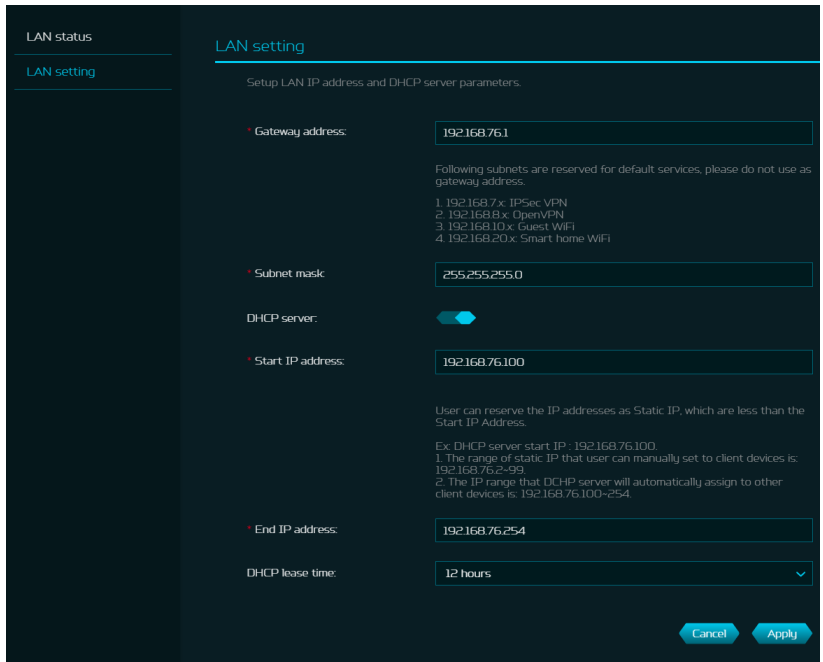 LAN status
LAN setting
LAN setting
Setup LAN IP address and DHCP server parameters.
* Gateway address:
192.168.76.1
Following subnets are reserved for default services, please do not use as
gateway address.
1. 192.168.7.x: IPSec VPN
2. 192.168.8.x: OpenVPN
3. 192.168.10.x: Guest WiFi
4. 192.168.20.x: Smart home WiFi
* Subnet mask:
255.255.255.0
DHCP server:
* Start IP address:
192.168.76.100
User can reserve the IP addresses as Static IP, which are less than the
Start IP Address.
Ex: DHCP server start IP : 192.168.76.100.
1. The range of static IP that user can manually set to client devices is:
192.168.76.2~99.
2. The IP range that DCHP server will automatically assign to other
client devices is: 192.168.76.100~254.
* End IP address:
192.168.76.254
DHCP lease time:
12 hours
Cancel
Apply